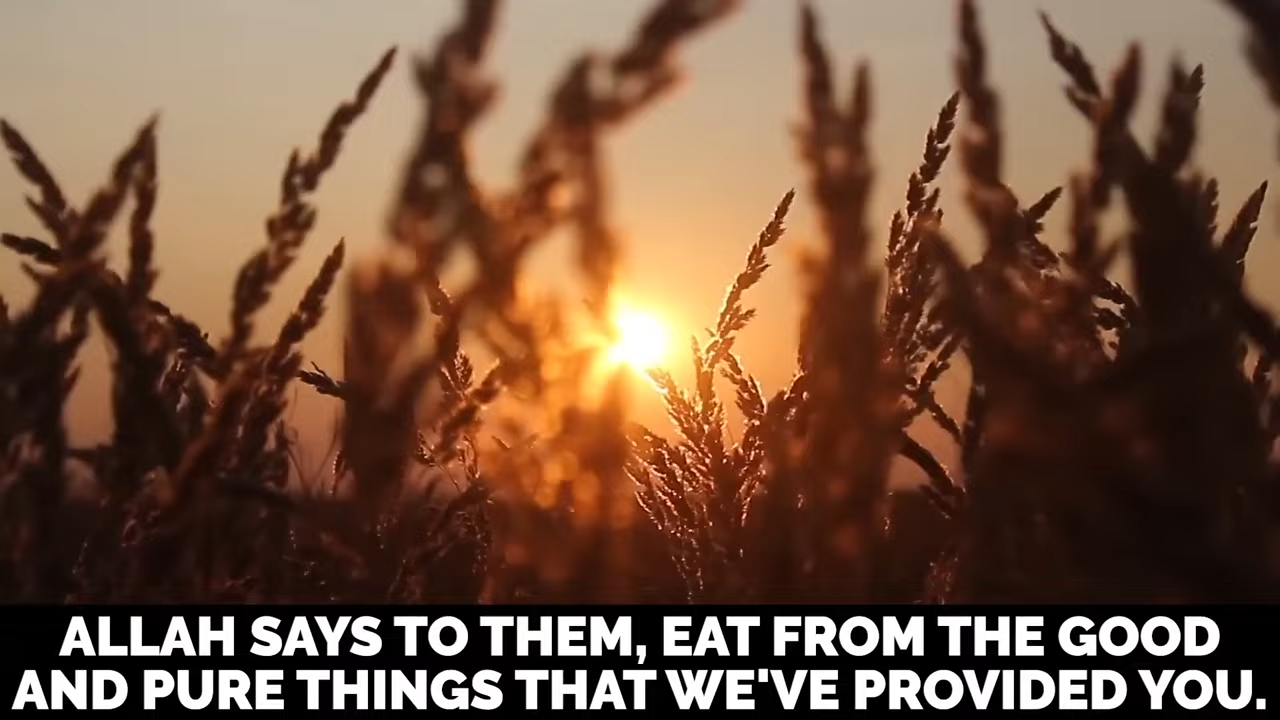 ALLAH SAYS TO THEM, EAT FROM THE GOOD
AND PURE THINGS THAT WE'VE PROVIDED YOU.